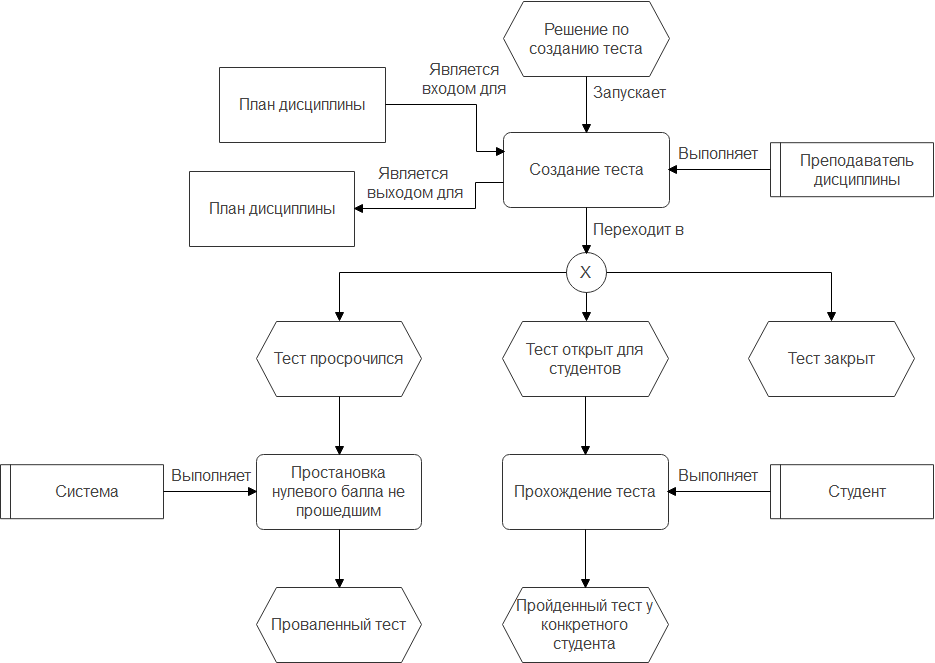 Решение по
созданию теста
Является
входом для
Запускает
План дисциплины
Создание теста
Выполняет
Преподаватель
дисциплины
Является
выходом для
План дисциплины
Переходит в
X
Тест просрочился
Тест открыт для
студентов
Тест закрыт
Система
Выполняет
Простановка
нулевого балла не
прошедшим
Прохождение теста
Выполняет
Студент
Проваленный тест
Пройденный тест у
конкретного
студента